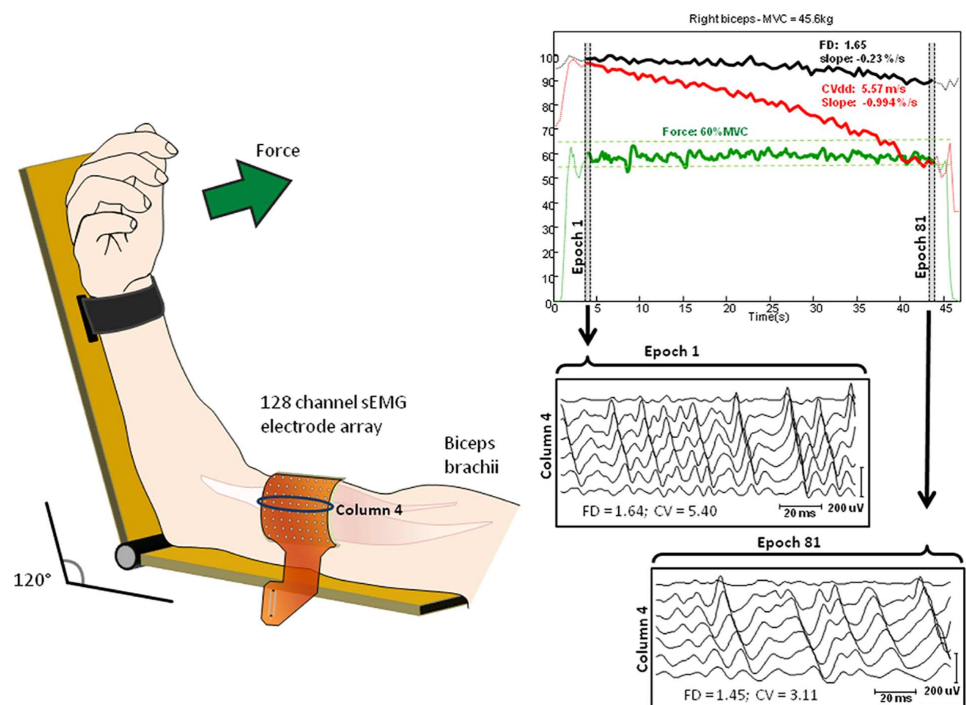 Force
128 channel sEMG
electrode array
Biceps
brachii
Column 4
120°
Right biceps - MVC = 45.6kg
FD: 1.65
slope: -0.23%/s
CVdd: 5.57 m/s
Slope: -0.994%/s
Force: 60%MVC
100
90
80
70
60
50
40
30
20
10
0
Epoch 1
Epoch 81
0 5 10 15 20 25 30 35 40 45
Time(s)
Epoch 1
Column 4
FD = 1.64; CV = 5.40
20 ms
200 uV
Epoch 81
Column 4
FD = 1.45; CV = 3.11
20 ms
200 uV